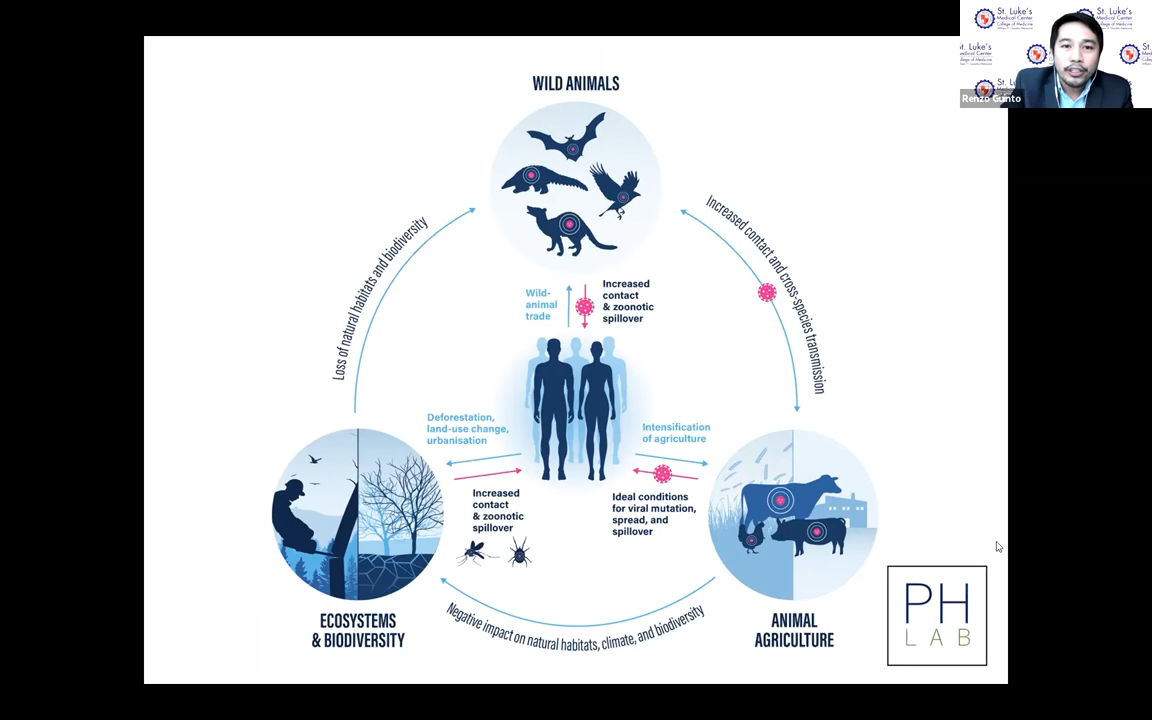 WILD ANIMALS
St. Luke's
Medical Center
College of Medicine
Renzo Guinto
Loss of natural habitats and biodiversity
Increased contact and cross-species transmission
Wild-
animal
trade
Increased
contact
& zoonotic
spillover
Deforestation,
land-use change,
urbanisation
Intensification
of agriculture
Increased
contact
& zoonotic
spillover
Ideal conditions
for viral mutation,
spread, and
spillover
Negative impact on natural habitats, climate, and biodiversity
ECOSYSTEMS
& BIODIVERSITY
ANIMAL
AGRICULTURE
PH
LAB